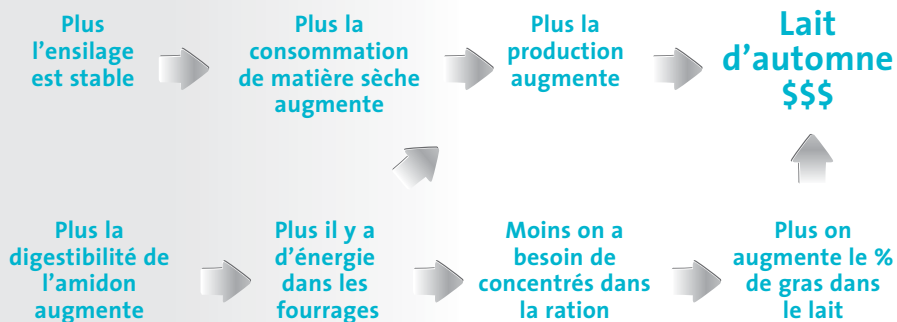 Plus
l’ensilage
est stable
Plus la
consommation
de matière sèche
augmente
Plus la
production
augmente
Lait
d’automne
$$$
Plus la
digestibilité de
l’amidon
augmente
Plus il y a
d’énergie
dans les
fourrages
Moins on a
besoin de
concentrés dans
la ration
Plus on
augmente le %
de gras dans
le lait